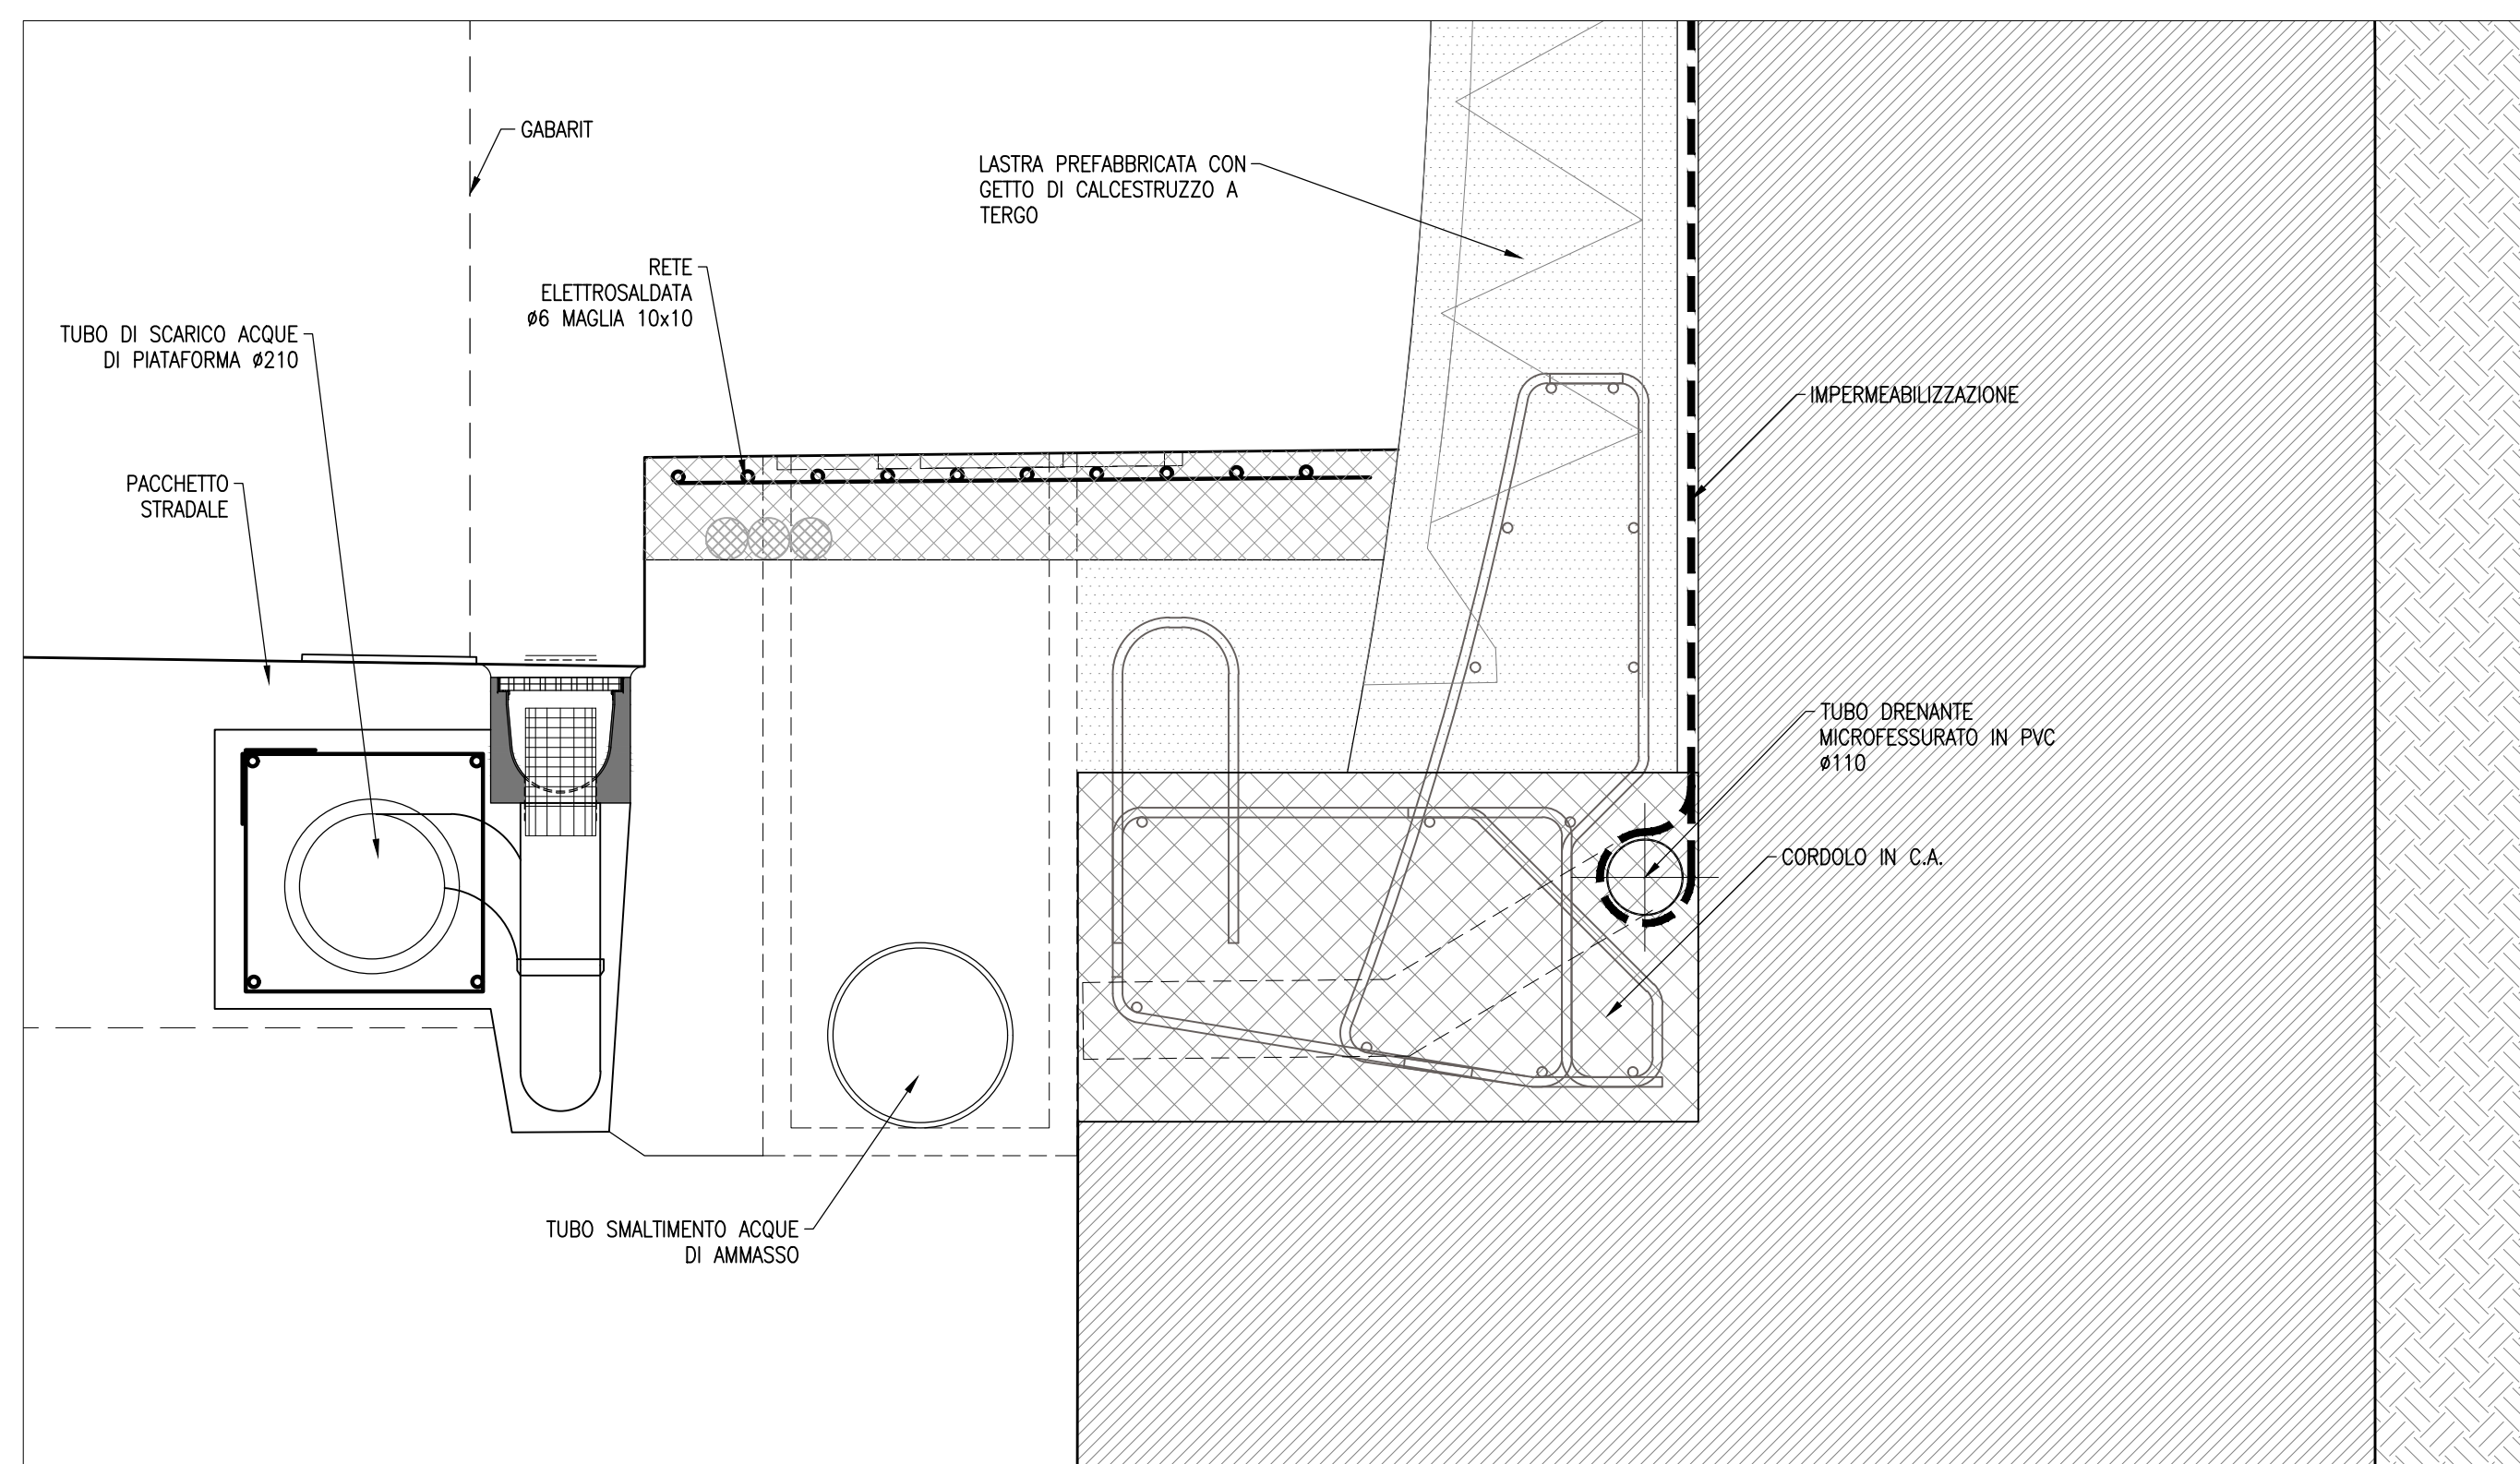 GABARIT
LASTRA PREFABBRICATA CON
GETTO DI CALCESTRUZZO A
TERGO
RETE
ELETTROSALDATA
ø6 MAGLIA 10x10
TUBO DI SCARICO ACQUE
DI PIATAFORMA ø210
IMPERMEABILIZZAZIONE
PACCHETTO
STRADALE
TUBO DRENANTE
MICROFESSURATO IN PVC
ø110
CORDOLO IN C.A.
TUBO SMALTIMENTO ACQUE
DI AMMASSO